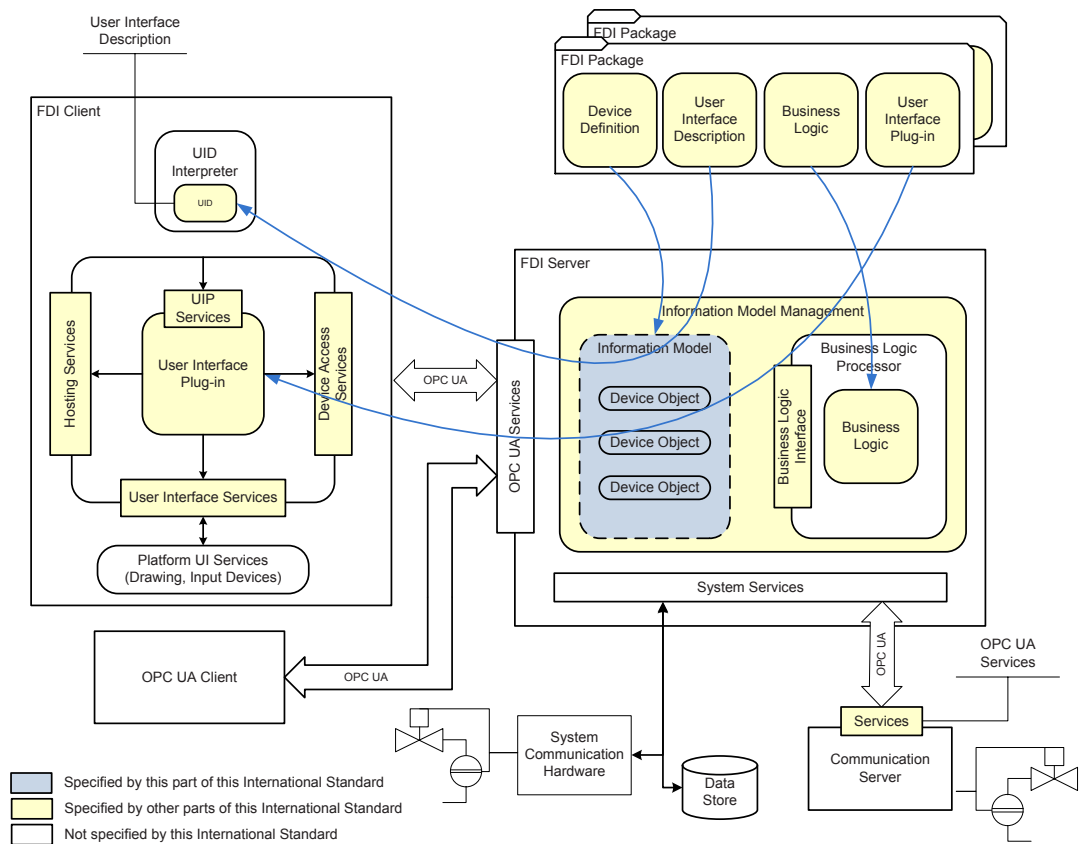 User Interface
Description
FDI Package
FDI Package
Device
Definition
User
Interface
Description
Business
Logic
User
Interface
Plug-in
FDI Client
UID
Interpreter
UID
UIP
Services
Hosting Services
User Interface
Plug-in
Device Access
Services
User Interface Services
Platform UI Services
(Drawing, Input Devices)
OPC UA
OPC UA Services
FDI Server
Information Model Management
Information Model
Device Object
Device Object
Device Object
Business Logic
Processor
Business Logic
Interface
Business
Logic
System Services
OPC UA Client
OPC UA
OPC UA
OPC UA
Services
Services
Communication
Server
System
Communication
Hardware
Data
Store
Specified by this part of this International Standard
Specified by other parts of this International Standard
Not specified by this International Standard